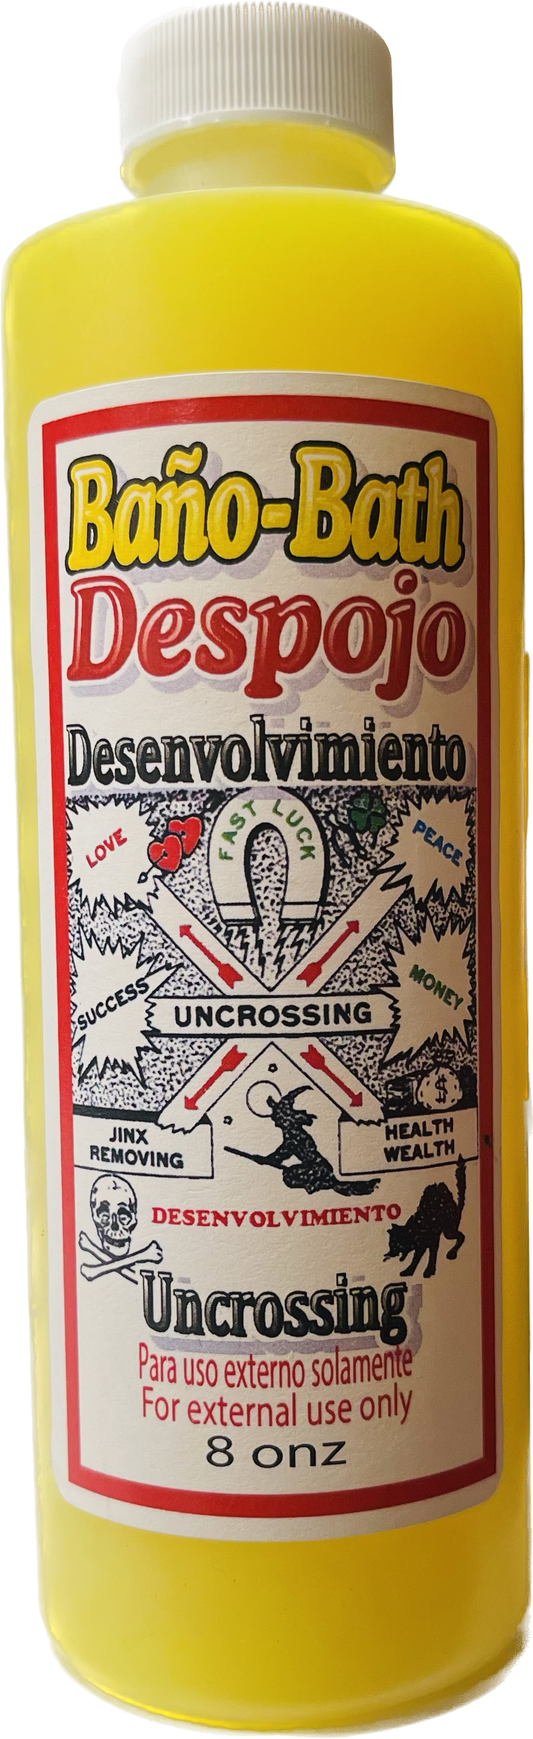 Baño-Bath
Despojo
Desenvolvimiento
FAST LUCK
LOVE
PEACE
SUCCESS
MONEY
UNCROSSING
$
JINX
REMOVING
HEALTH
WEALTH
DESENVOLVIMIENTO
Uncrossing
Para uso externo solamente
For external use only
8 onz